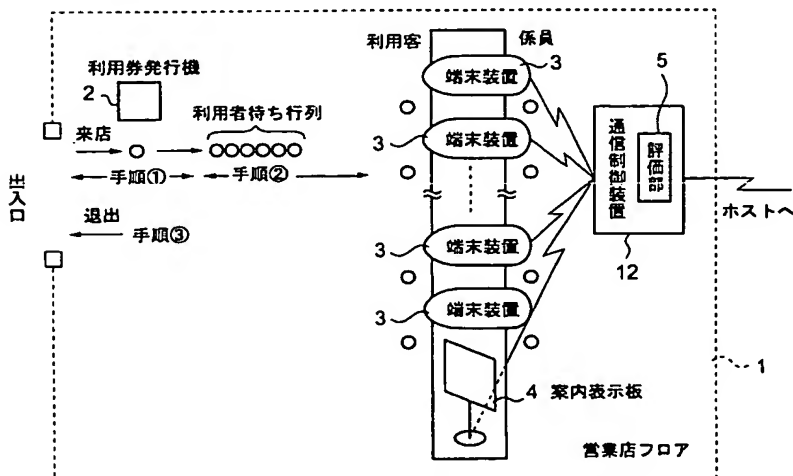 利用客
係員
利用券発行機
2
端末装置
3
5
来店
利用者待ち行列
3
端末装置
通信制御装置
評価部
手順①
手順②
出入口
ホストへ
退出
手順③
12
3
端末装置
3
端末装置
1
4 案内表示板
営業店フロア